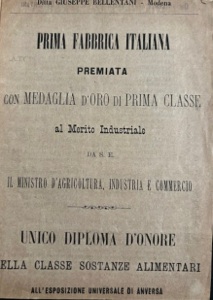 Ditta GIUSEPPE BELLENTANI - Modena
PRIMA FABBRICA ITALIANA
PREMIATA
CON MEDAGLIA D'ORO DI PRIMA CLASSE
al Merito Industriale
DA S. E.
IL MINISTRO D'AGRICOLTURA, INDUSTRIA E COMMERCIO
UNICO DIPLOMA D'ONORE
ELLA CLASSE SOSTANZE ALIMENTARI
ALL'ESPOSIZIONE UNIVERSALE DI ANVERSA